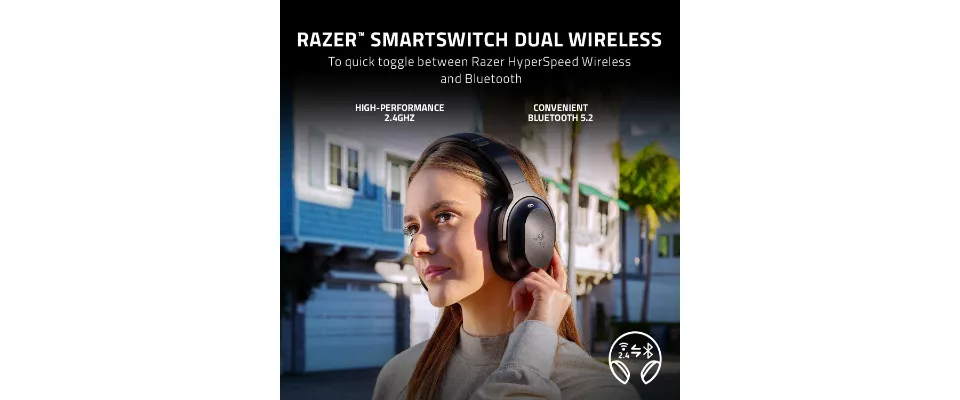 RAZER™ SMARTSWITCH DUAL WIRELESS
To quick toggle between Razer HyperSpeed Wireless
and Bluetooth
HIGH-PERFORMANCE
2.4GHZ
CONVENIENT
BLUETOOTH 5.2
2.4